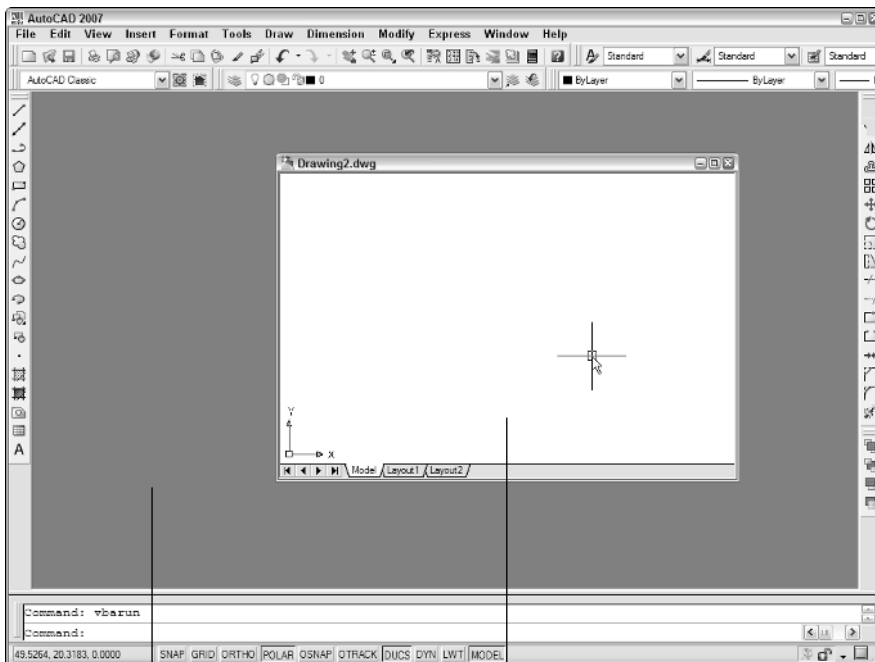 AutoCAD 2007
File Edit View Insert Format Tools Draw Dimension Modify Express Window Help
Standard Standard Standard
AutoCAD Classic 0 ByLayer ByLayer
Drawing2.dwg
Y
X
Model Layout1 Layout2
A
Command: vbarun
Command:
49.5264, 20.3183, 0.0000 SNAP GRID ORTHO POLAR OSNAP OTRACK DUCS DYN LWT MODEL